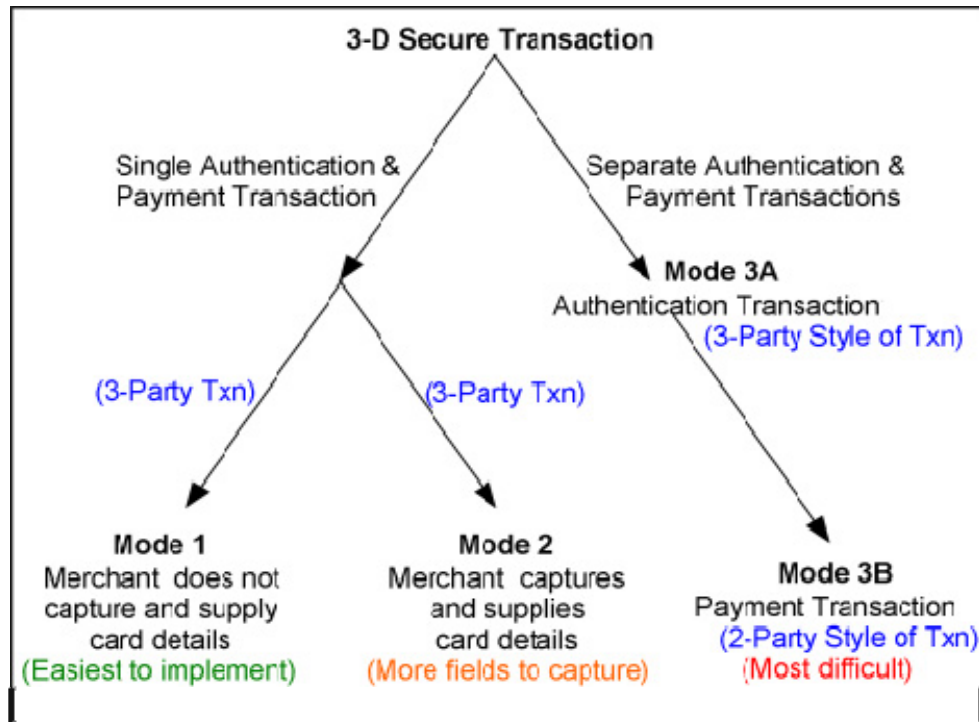 3-D Secure Transaction
Single Authentication &
Payment Transaction
Separate Authentication &
Payment Transactions
Mode 3A
Authentication Transaction
(3-Party Style of Txn)
(3-Party Txn)
(3-Party Txn)
Mode 1
Merchant does not
capture and supply
card details
(Easiest to implement)
Mode 2
Merchant captures
and supplies
card details
(More fields to capture)
Mode 3B
Payment Transaction
(2-Party Style of Txn)
(Most difficult)